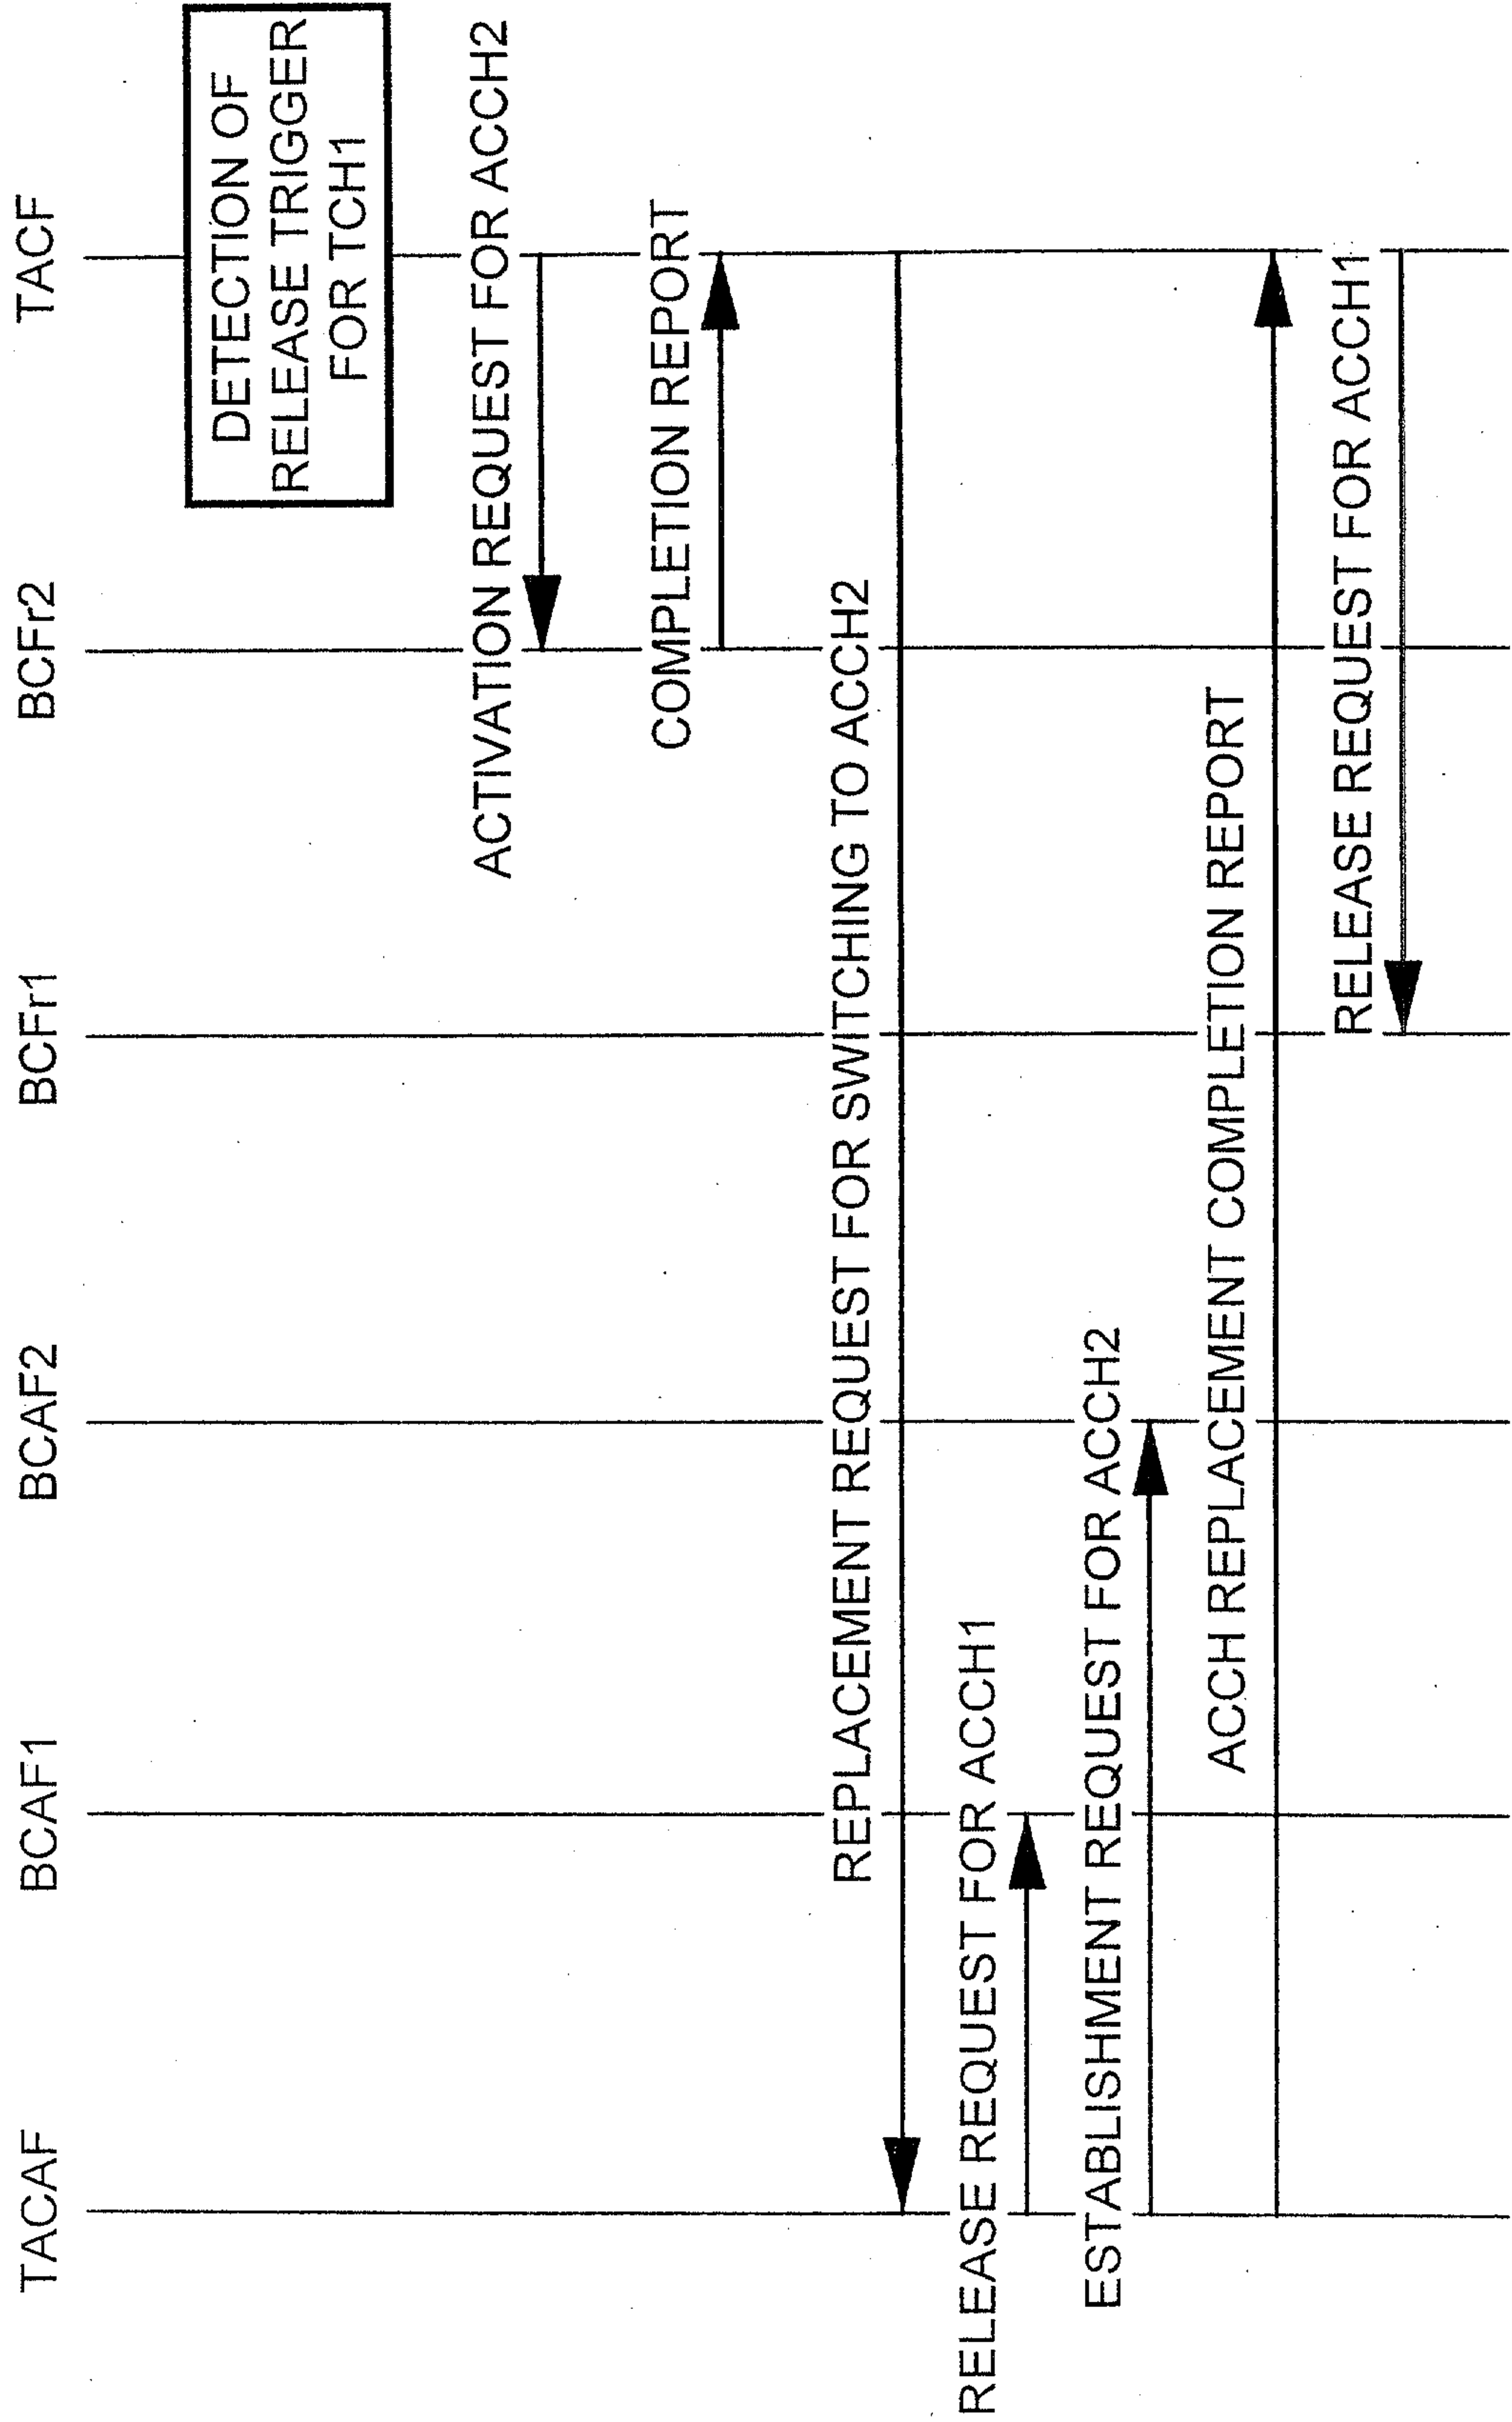 TACAF
BCAF1
BCAF2
BCFr1
BCFr2
TACF
DETECTION OF
RELEASE TRIGGER
FOR TCH1
ACTIVATION REQUEST FOR ACCH2
COMPLETION REPORT
REPLACEMENT REQUEST FOR SWITCHING TO ACCH2
RELEASE REQUEST FOR ACCH1
ESTABLISHMENT REQUEST FOR ACCH2
ACCH REPLACEMENT COMPLETION REPORT
RELEASE REQUEST FOR ACCH1